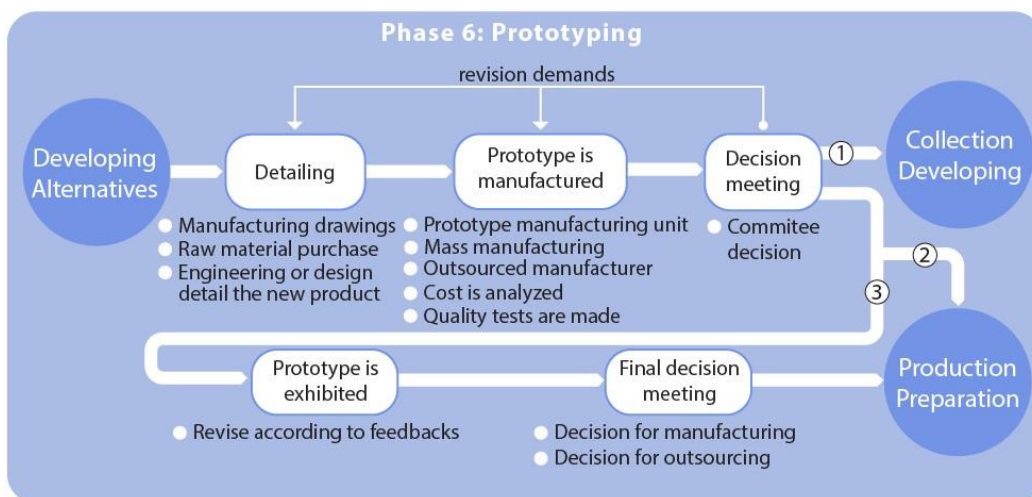 Phase 6: Prototyping
revision demands
Developing
Alternatives
Detailing
Prototype is
manufactured
Decision
meeting
1
Collection
Developing
Manufacturing drawings
Raw material purchase
Engineering or design
detail the new product
Prototype manufacturing unit
Mass manufacturing
Outsourced manufacturer
Cost is analyzed
Quality tests are made
Commitee
decision
2
3
Prototype is
exhibited
Final decision
meeting
Production
Preparation
Revise according to feedbacks
Decision for manufacturing
Decision for outsourcing